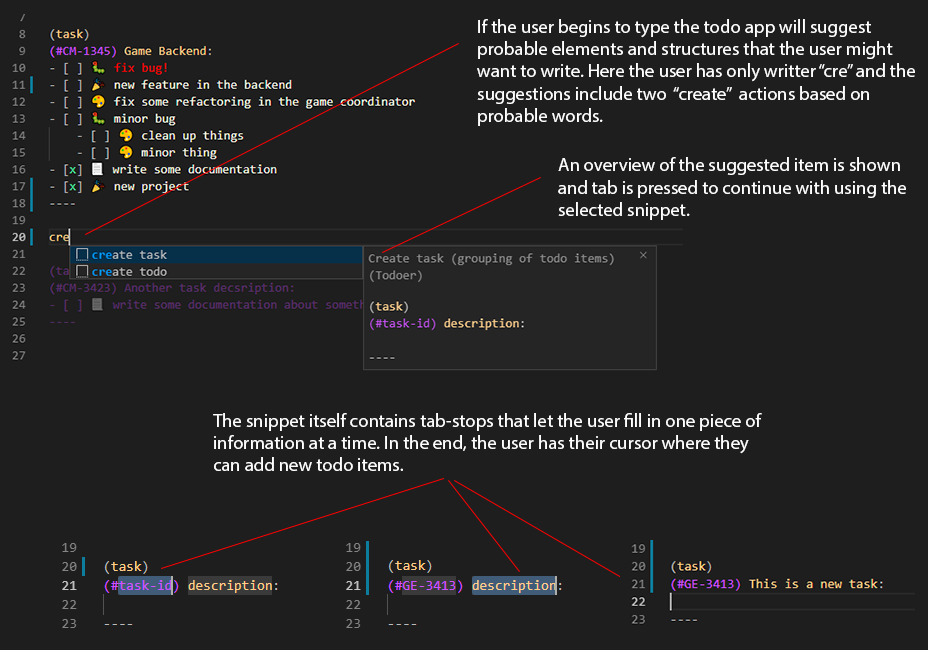 7
8 (task)
9 (#CM-1345) Game Backend:
10 - [ ] 🐛 fix bug!
11 - [ ] 🎉 new feature in the backend
12 - [ ] 🎨 fix some refactoring in the game coordinator
13 - [ ] 🐛 minor bug
14 - [ ] 🎨 clean up things
15 - [ ] 🎨 minor thing
16 - [x] 📃 write some documentation
17 - [x] 🎉 new project
18 ----
19
20 cre
21
22 (ta
23 (#CM-3423) Another task decsription:
24 - [ ] 📃 write some documentation about someth
25 ----
26
27
create task
create todo
Create task (grouping of todo items) ×
(Todoer)
(task)
(#task-id) description:
----
If the user begins to type the todo app will suggest
probable elements and structures that the user might
want to write. Here the user has only writter “cre” and the
suggestions include two “create” actions based on
probable words.
An overview of the suggested item is shown
and tab is pressed to continue with using the
selected snippet.
The snippet itself contains tab-stops that let the user fill in one piece of
information at a time. In the end, the user has their cursor where they
can add new todo items.
19
20 (task)
21 (#task-id) description:
22
23 ----
19
20 (task)
21 (#GE-3413) description:
22
23 ----
19
20 (task)
21 (#GE-3413) This is a new task:
22
23 ----